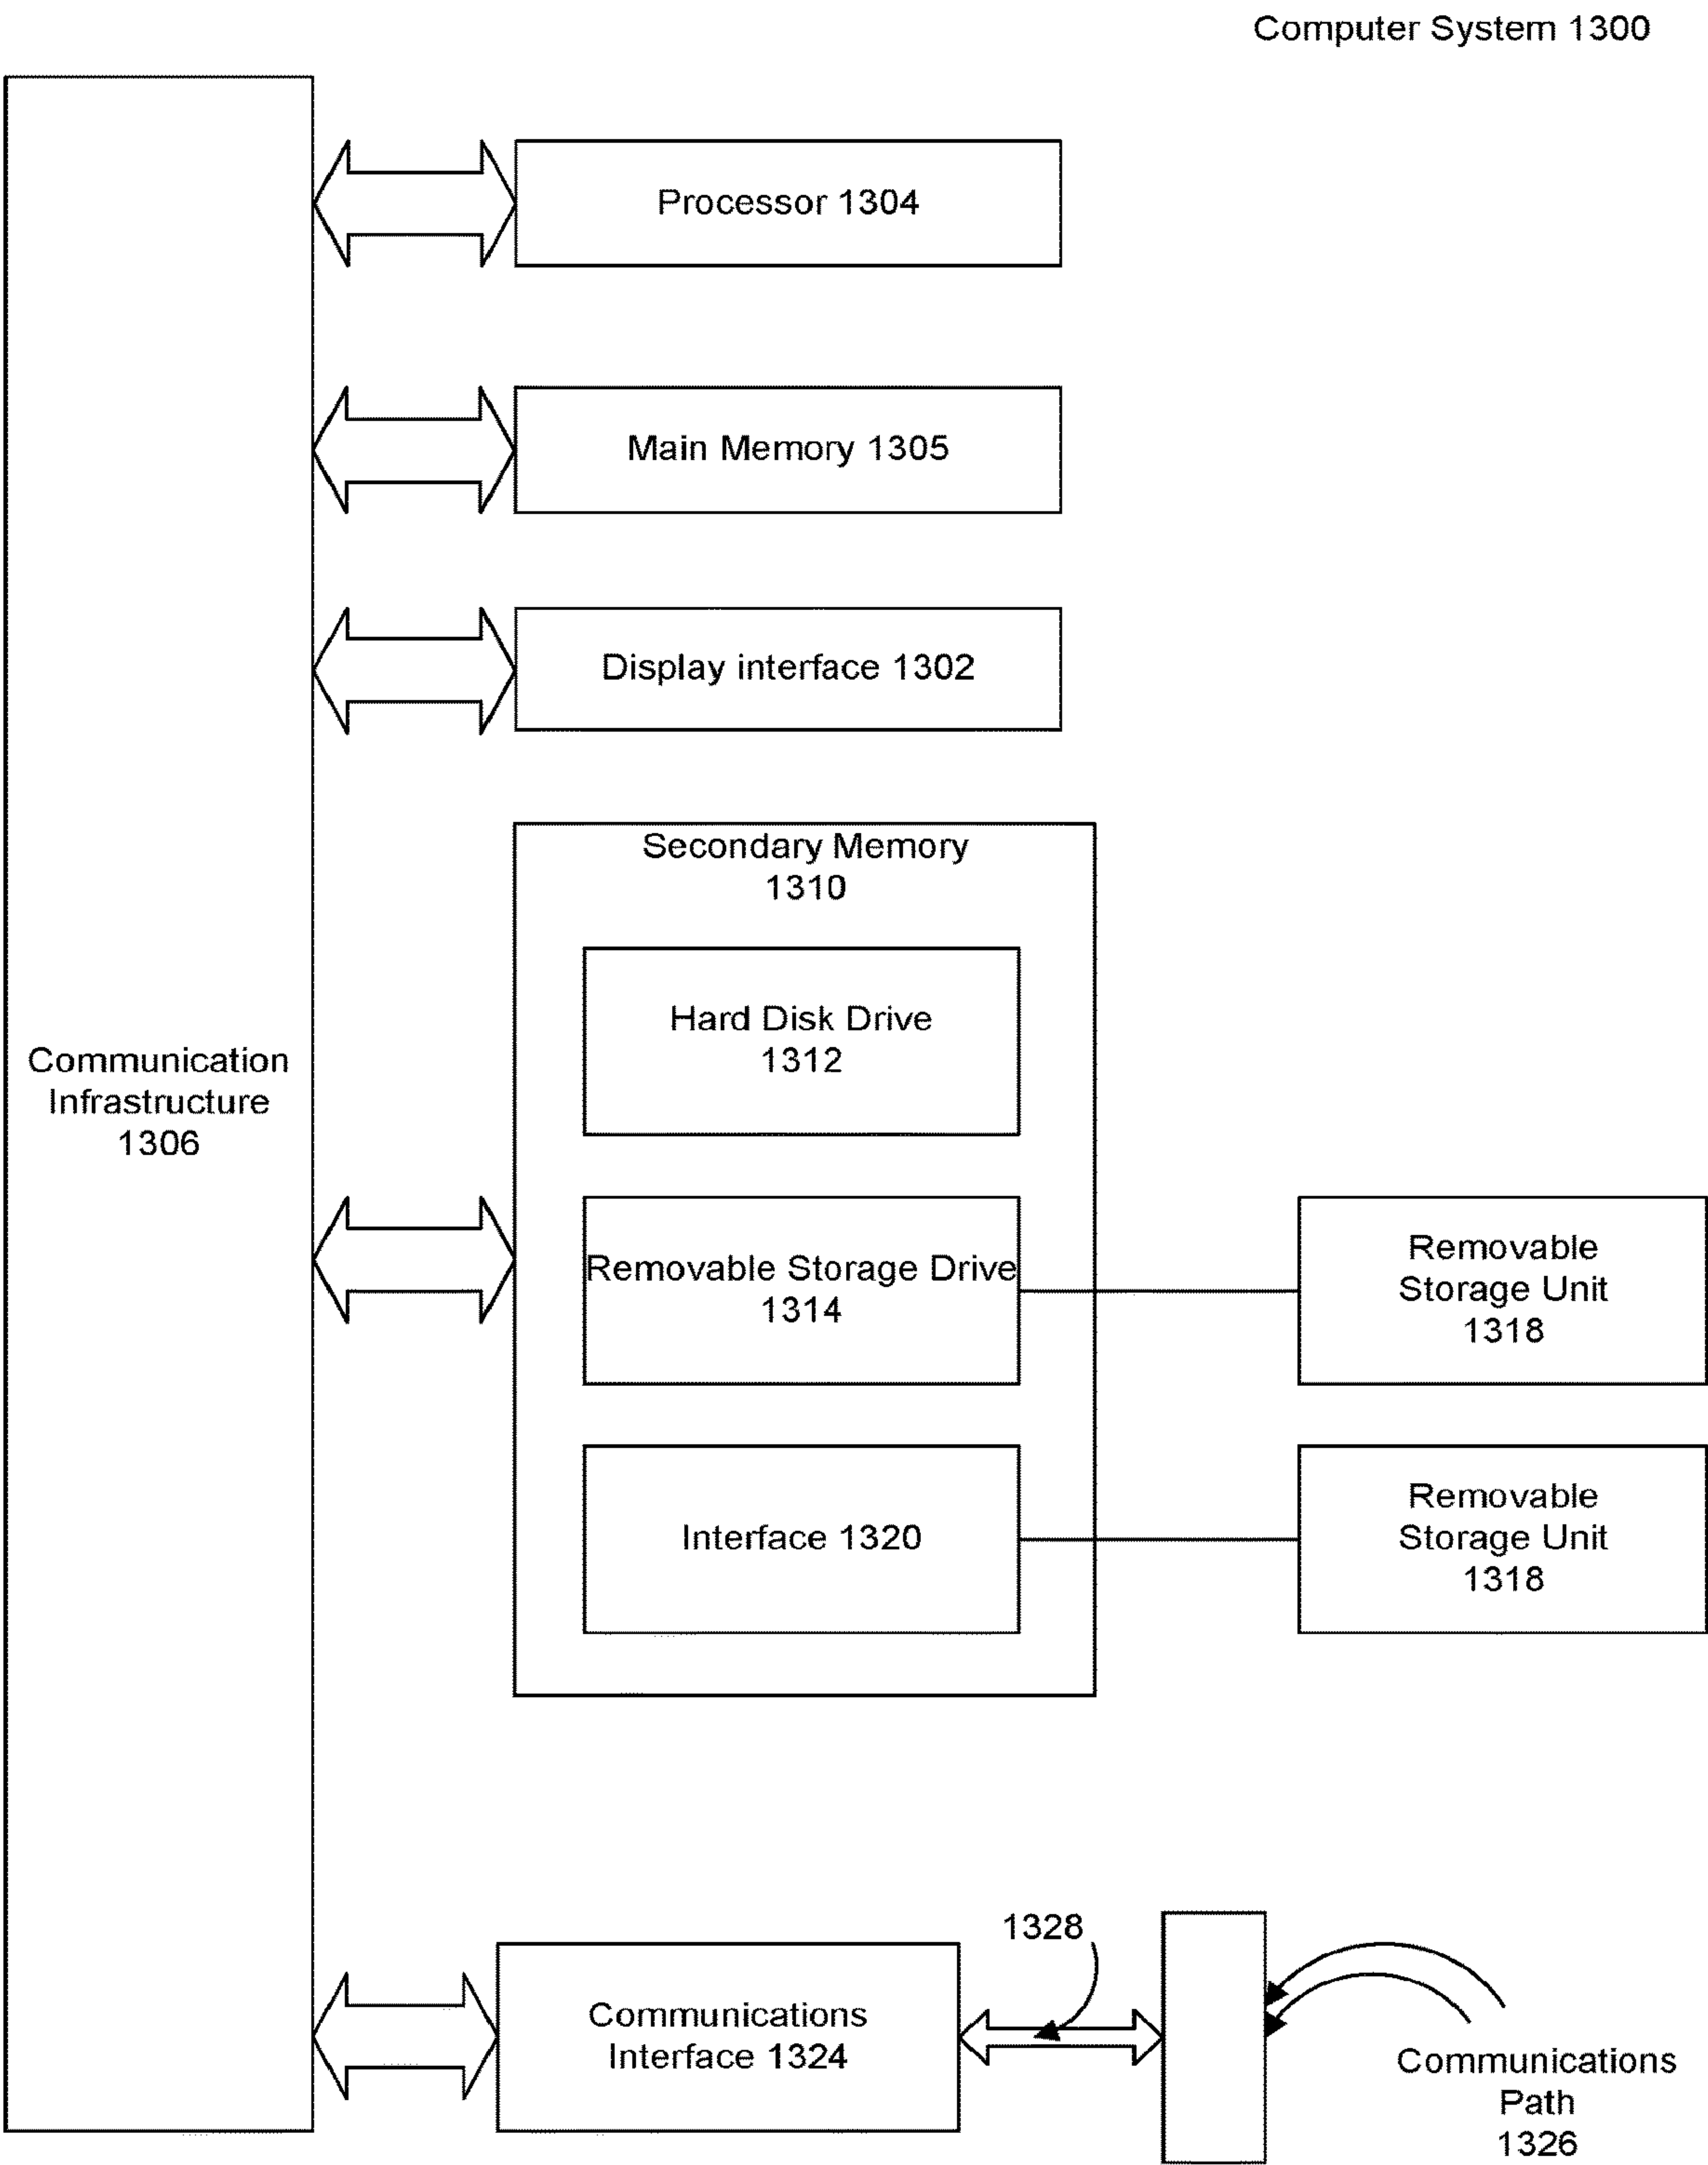 Computer System 1300
Processor 1304
Main Memory 1305
Display interface 1302
Secondary Memory
1310
Hard Disk Drive
1312
Communication
Infrastructure
1306
Removable Storage Drive
1314
Removable
Storage Unit
1318
Interface 1320
Removable
Storage Unit
1318
1328
Communications
Interface 1324
Communications
Path
1326